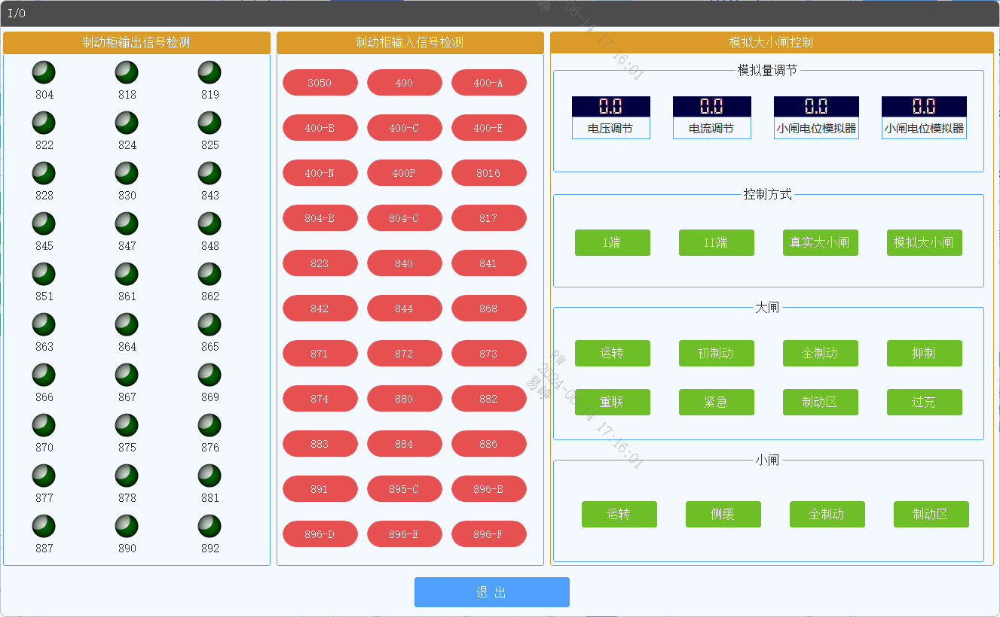 I/O
制动柜输出信号检测
804 818 819
822 824 825
828 830 843
845 847 848
851 861 862
863 864 865
866 867 869
870 875 876
877 878 881
887 890 892
制动柜输入信号检测
3050 400 400-A
400-B 400-C 400-E
400-N 400P 8016
804-B 804-C 817
823 840 841
842 844 868
871 872 873
874 880 882
883 884 886
891 895-C 896-B
896-D 896-E 896-F
模拟大小闸控制
模拟量调节
0.0 0.0 0.0 0.0
电压调节 电流调节 小闸电位模拟器 小闸电位模拟器
控制方式
I端 II端 真实大小闸 模拟大小闸
大闸
运转 初制动 全制动 抑制
重联 紧急 制动区 过充
小闸
运转 侧缓 全制动 制动区
退 出
RW
2024-06-14 17:16:01
易峥
06-14 17:16:01
峥